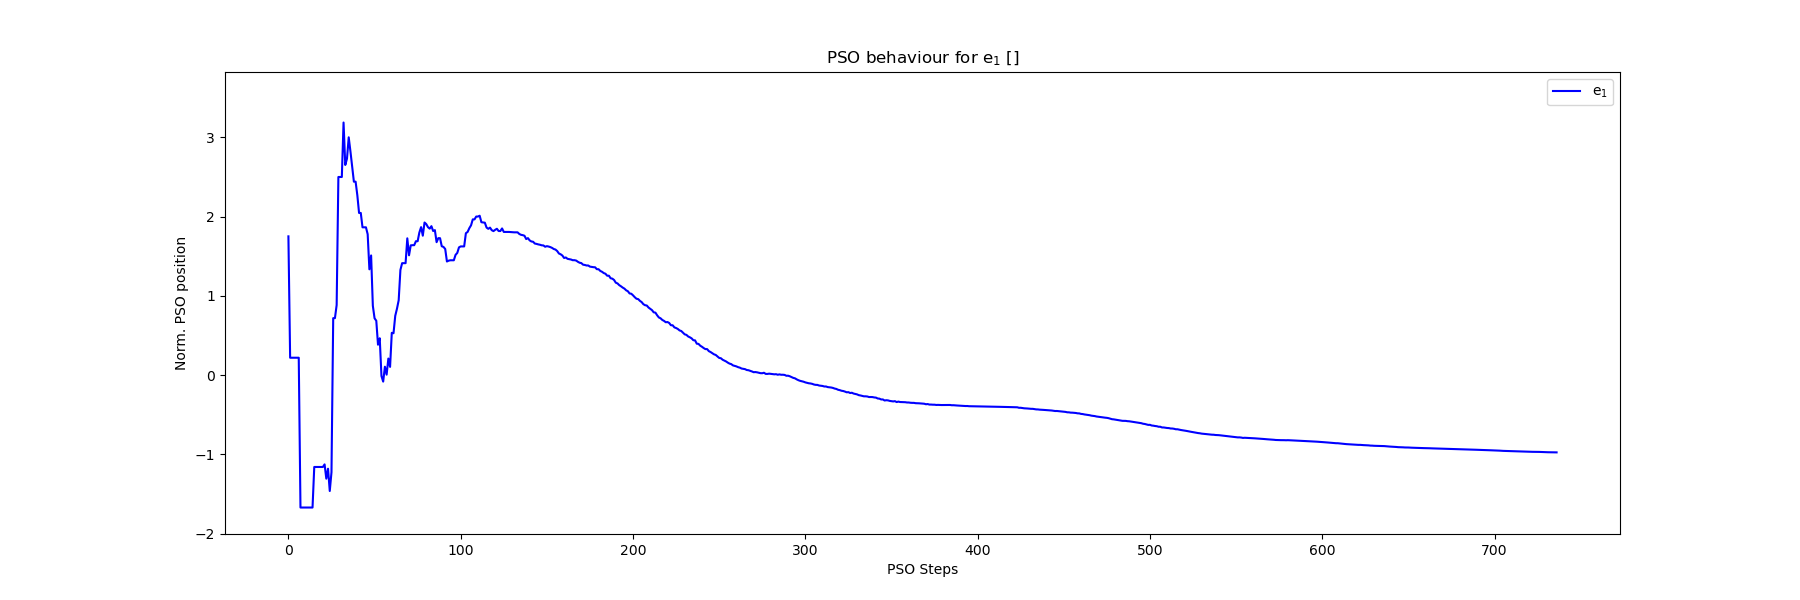 PSO behaviour for e₁ []
e₁
Norm. PSO position
3
2
1
0
−1
−2
0 100 200 300 400 500 600 700
PSO Steps